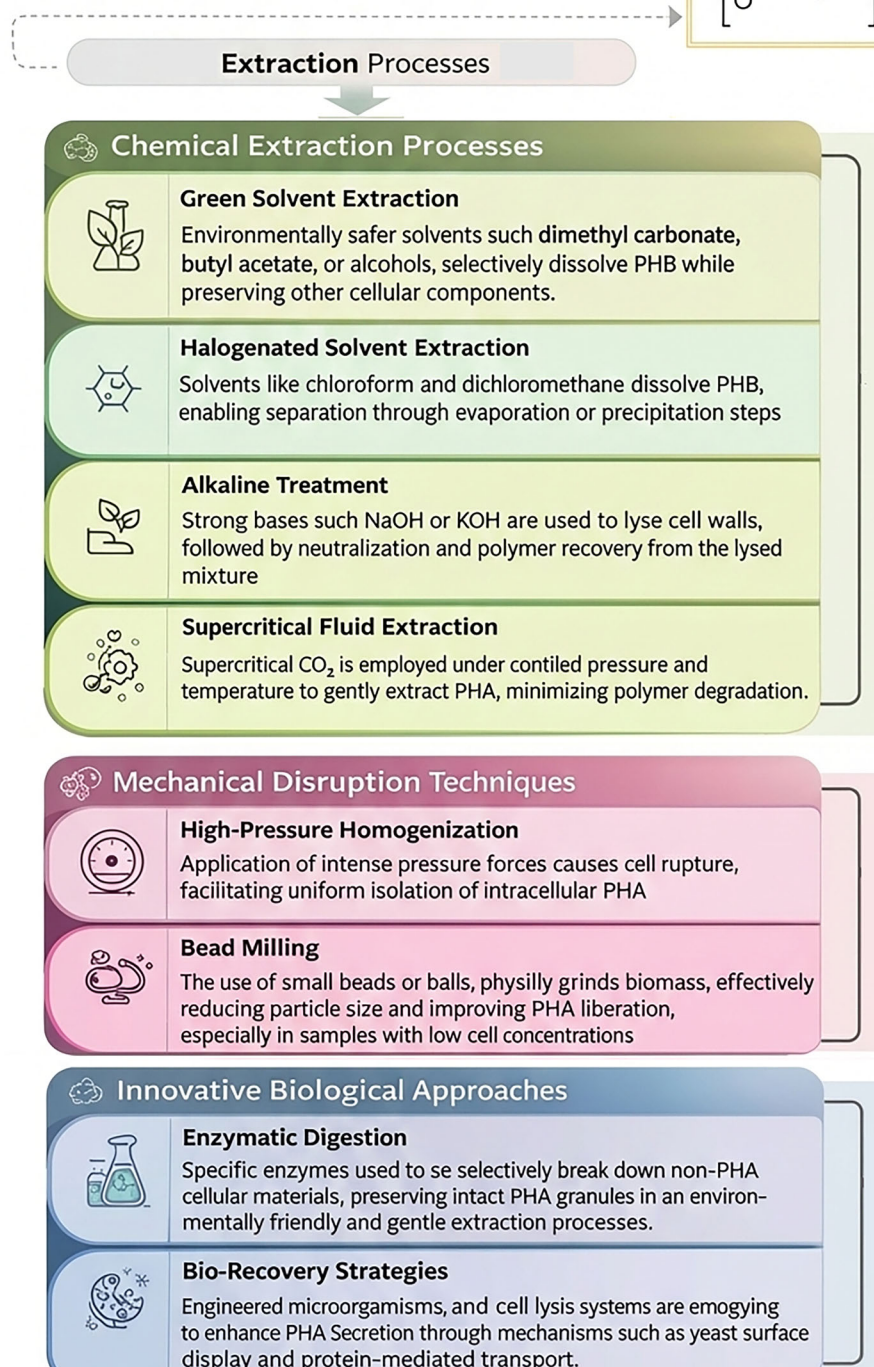 Extraction Processes
Chemical Extraction Processes
Green Solvent Extraction
Environmentally safer solvents such dimethyl carbonate,
butyl acetate, or alcohols, selectively dissolve PHB while
preserving other cellular components.
Halogenated Solvent Extraction
Solvents like chloroform and dichloromethane dissolve PHB,
enabling separation through evaporation or precipitation steps
Alkaline Treatment
Strong bases such NaOH or KOH are used to lyse cell walls,
followed by neutralization and polymer recovery from the lysed
mixture
Supercritical Fluid Extraction
Supercritical CO₂ is employed under contiled pressure and
temperature to gently extract PHA, minimizing polymer degradation.
Mechanical Disruption Techniques
High-Pressure Homogenization
Application of intense pressure forces causes cell rupture,
facilitating uniform isolation of intracellular PHA
Bead Milling
The use of small beads or balls, physilly grinds biomass, effectively
reducing particle size and improving PHA liberation,
especially in samples with low cell concentrations
Innovative Biological Approaches
Enzymatic Digestion
Specific enzymes used to se selectively break down non-PHA
cellular materials, preserving intact PHA granules in an environ-
mentally friendly and gentle extraction processes.
Bio-Recovery Strategies
Engineered microorgamisms, and cell lysis systems are emogying
to enhance PHA Secretion through mechanisms such as yeast surface
display and protein-mediated transport.